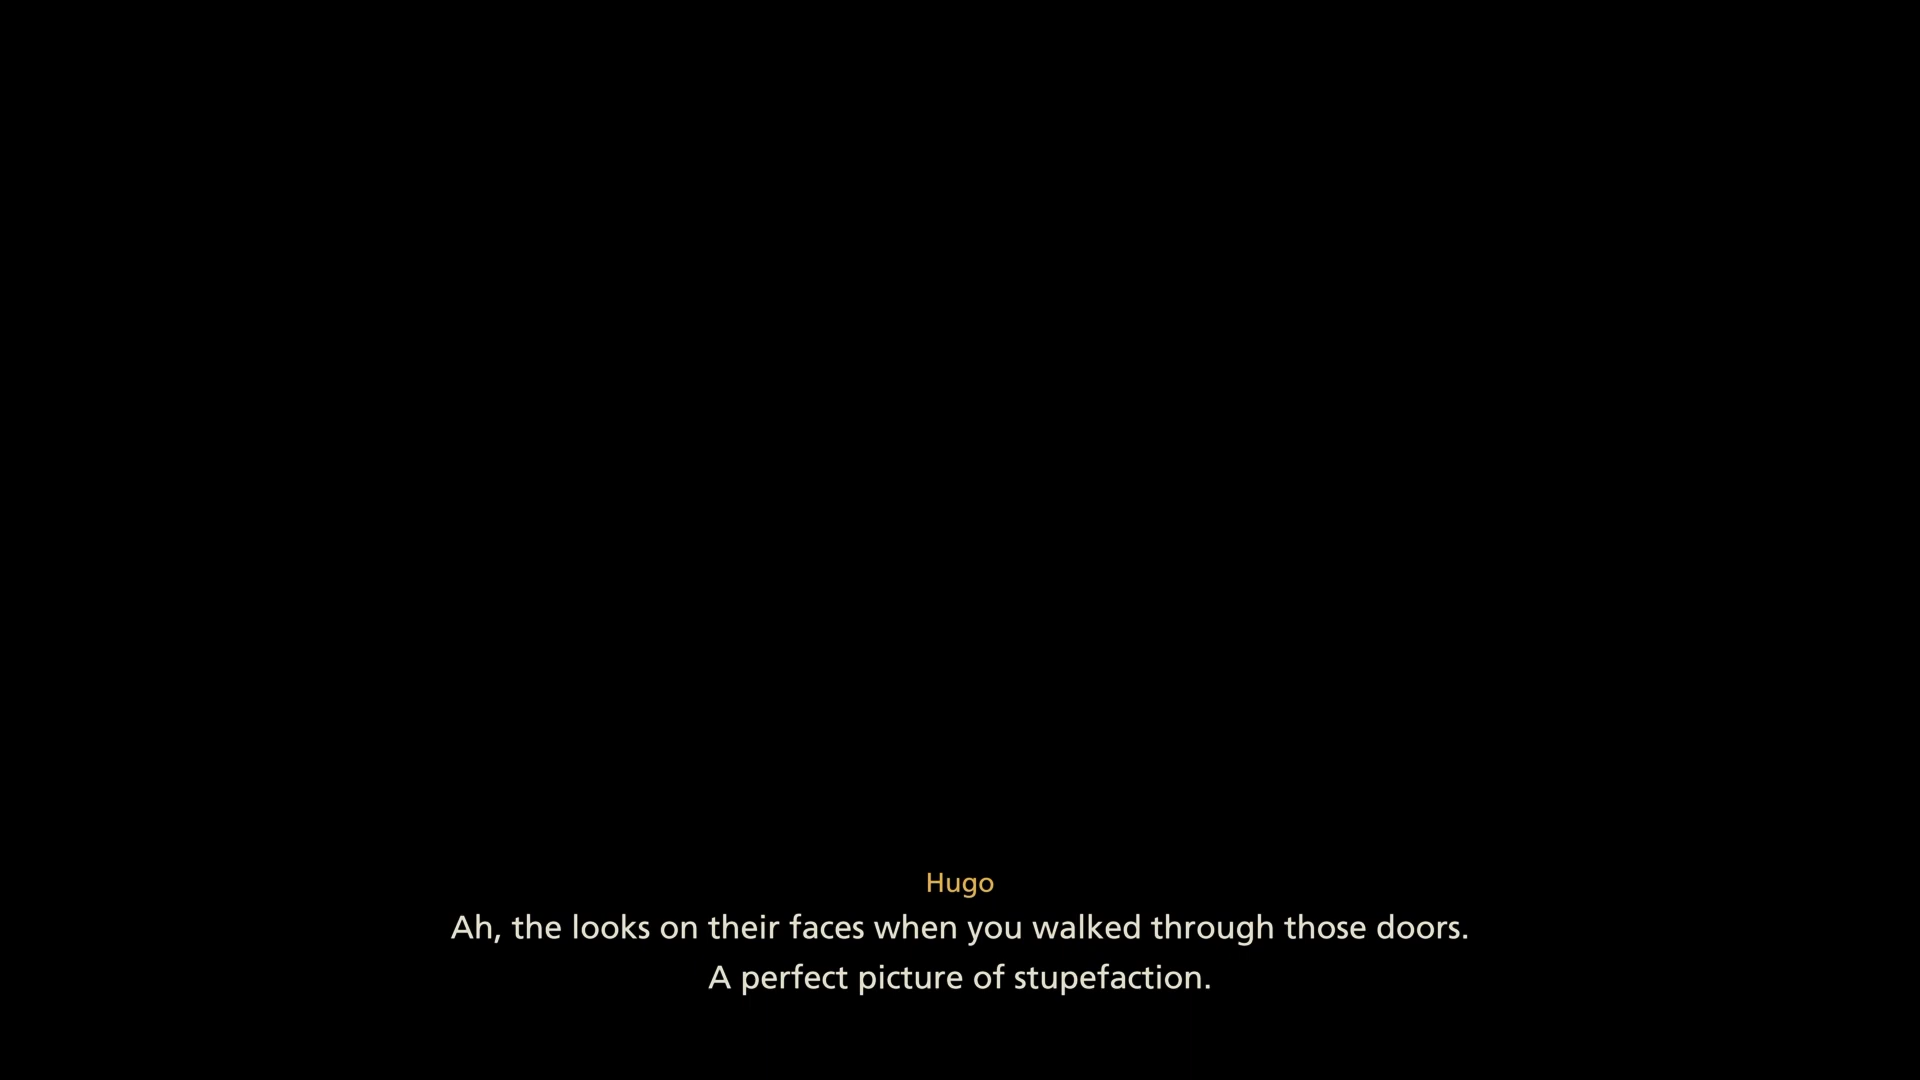 Hugo
Ah, the looks on their faces when you walked through those doors.
A perfect picture of stupefaction.